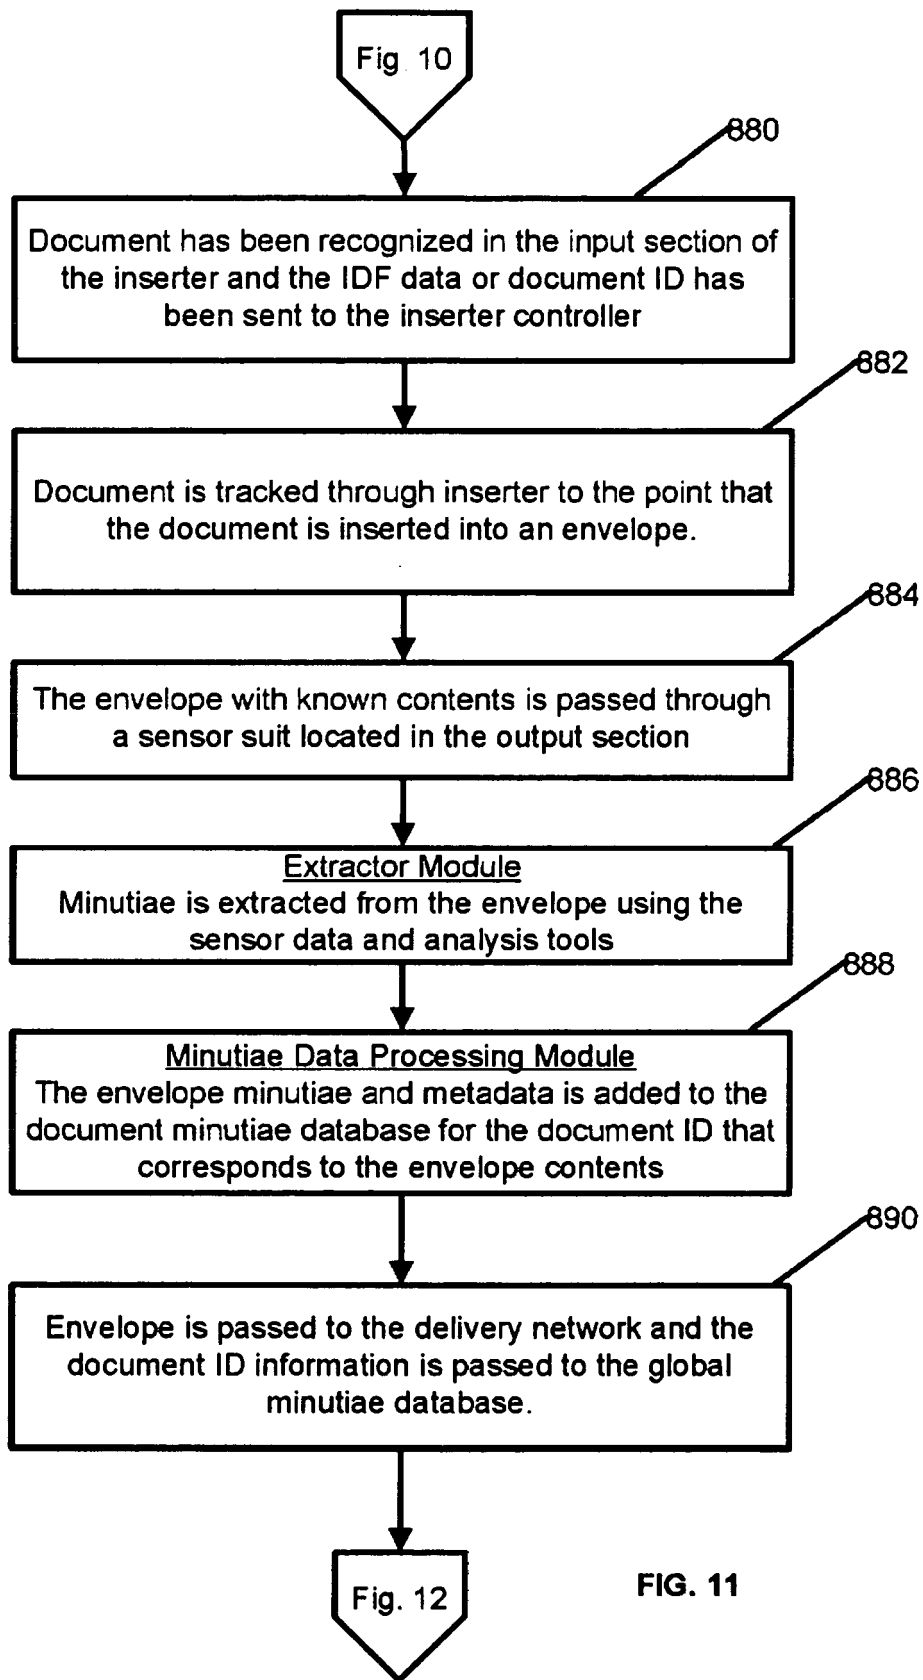 Fig. 10
880
Document has been recognized in the input section of
the inserter and the IDF data or document ID has
been sent to the inserter controller
882
Document is tracked through inserter to the point that
the document is inserted into an envelope.
884
The envelope with known contents is passed through
a sensor suit located in the output section
886
Extractor Module
Minutiae is extracted from the envelope using the
sensor data and analysis tools
888
Minutiae Data Processing Module
The envelope minutiae and metadata is added to the
document minutiae database for the document ID that
corresponds to the envelope contents
890
Envelope is passed to the delivery network and the
document ID information is passed to the global
minutiae database.
Fig. 12
FIG. 11